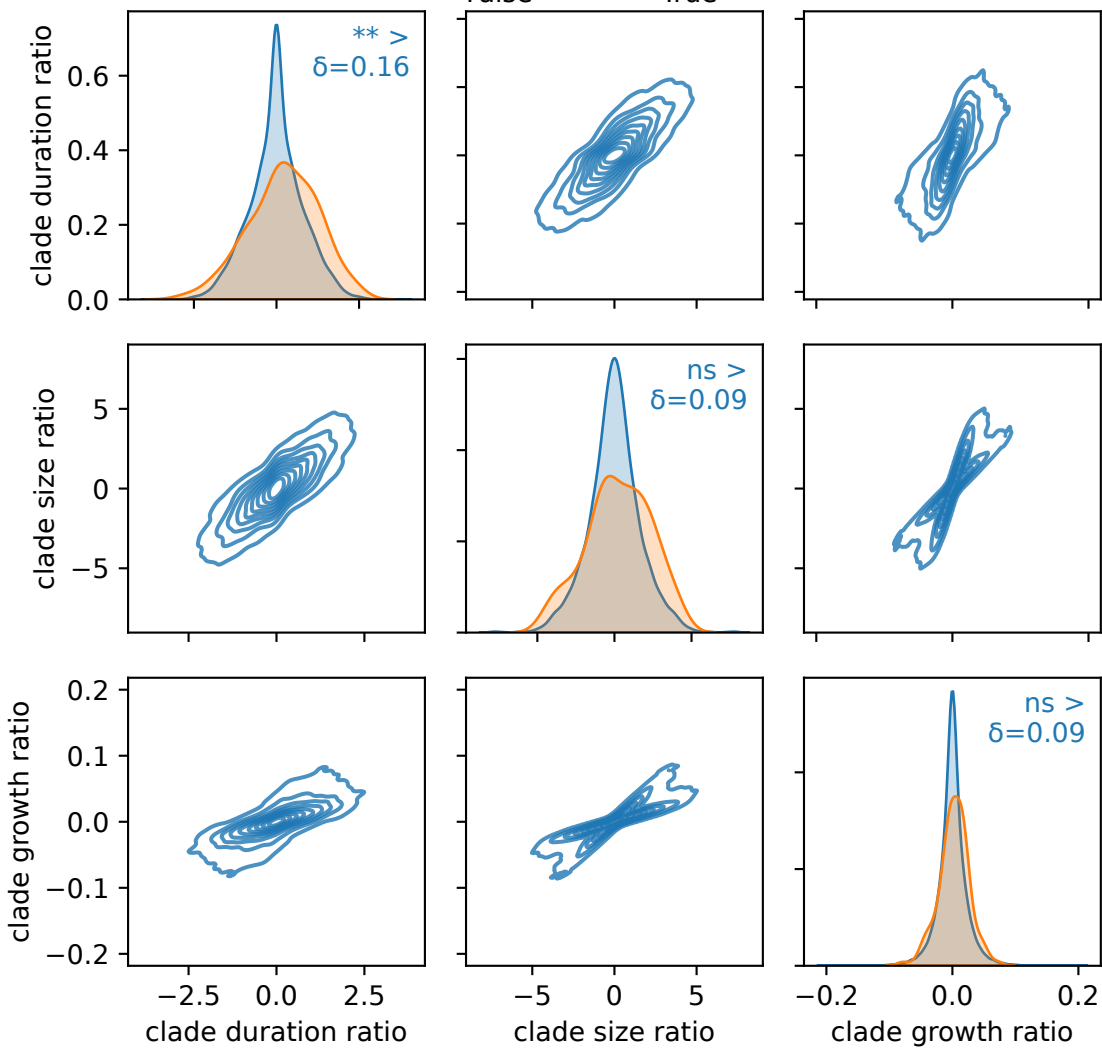 clade duration ratio
0.6
0.4
0.2
0.0
** >
δ=0.16
clade size ratio
5
0
−5
ns >
δ=0.09
clade growth ratio
0.2
0.1
0.0
−0.1
−0.2
ns >
δ=0.09
−2.5 0.0 2.5
clade duration ratio
−5 0 5
clade size ratio
−0.2 0.0 0.2
clade growth ratio